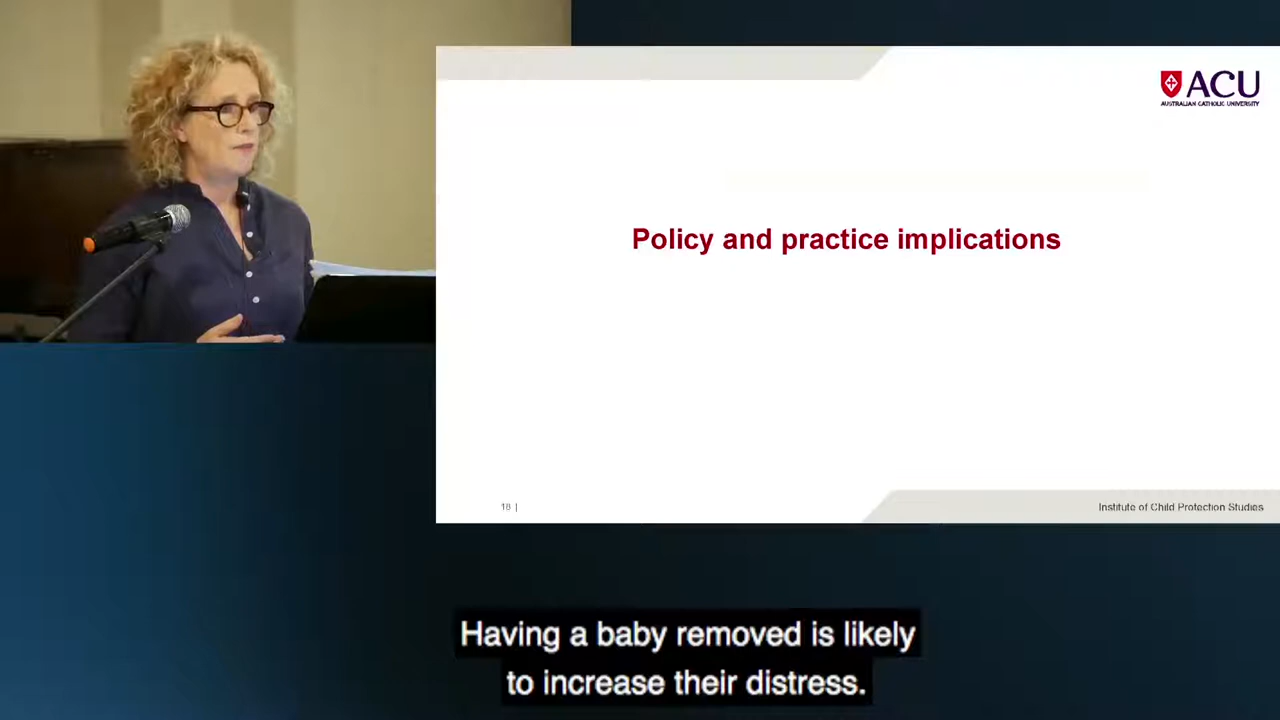 ACU
AUSTRALIAN CATHOLIC UNIVERSITY
Policy and practice implications
18 |
Institute of Child Protection Studies
Having a baby removed is likely
to increase their distress.